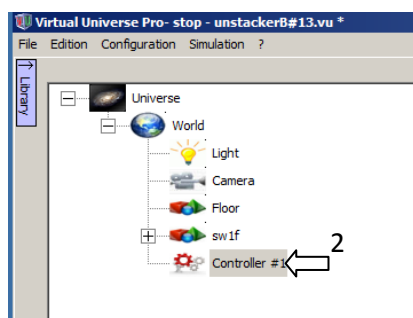 Virtual Universe Pro- stop - unstackerB#13.vu *
File Edition Configuration Simulation ?
Library
Universe
World
Light
Camera
Floor
sw1f
Controller #1
2